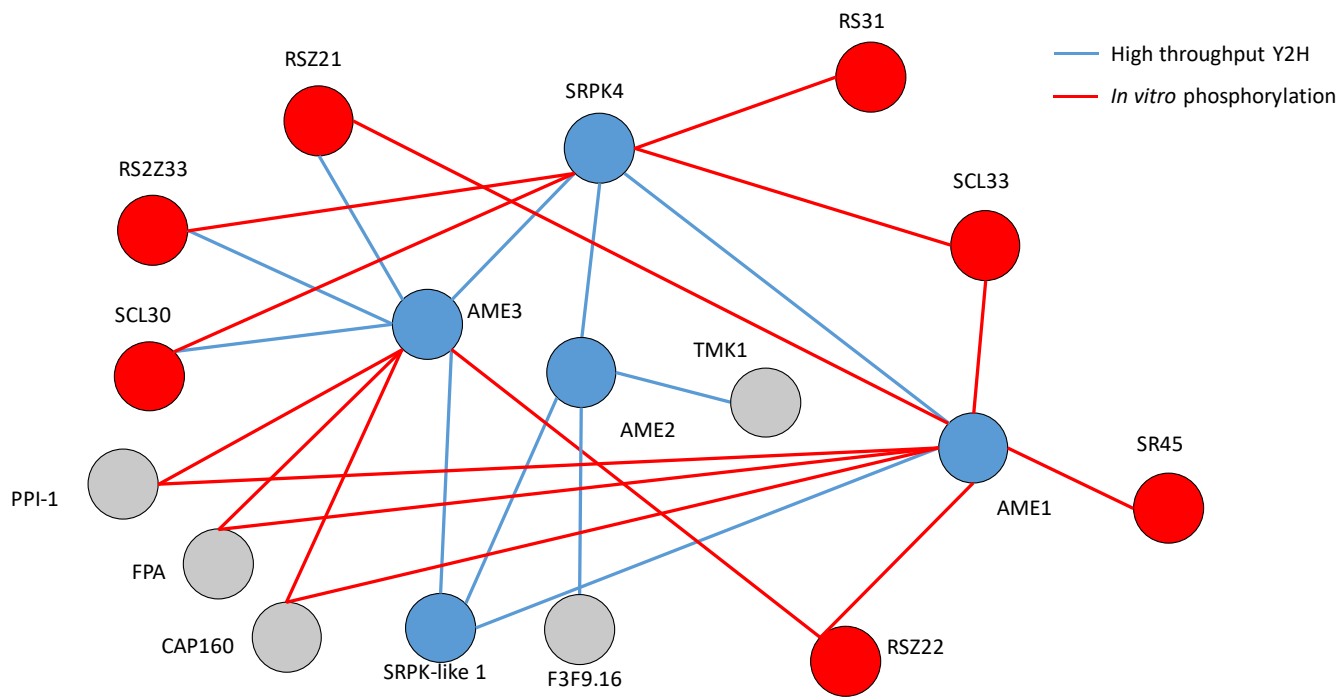 RS31
RSZ21
High throughput Y2H
SRPK4
In vitro phosphorylation
RS2Z33
SCL33
SCL30
AME3
TMK1
AME2
SR45
PPI-1
AME1
FPA
CAP160
SRPK-like 1
F3F9.16
RSZ22